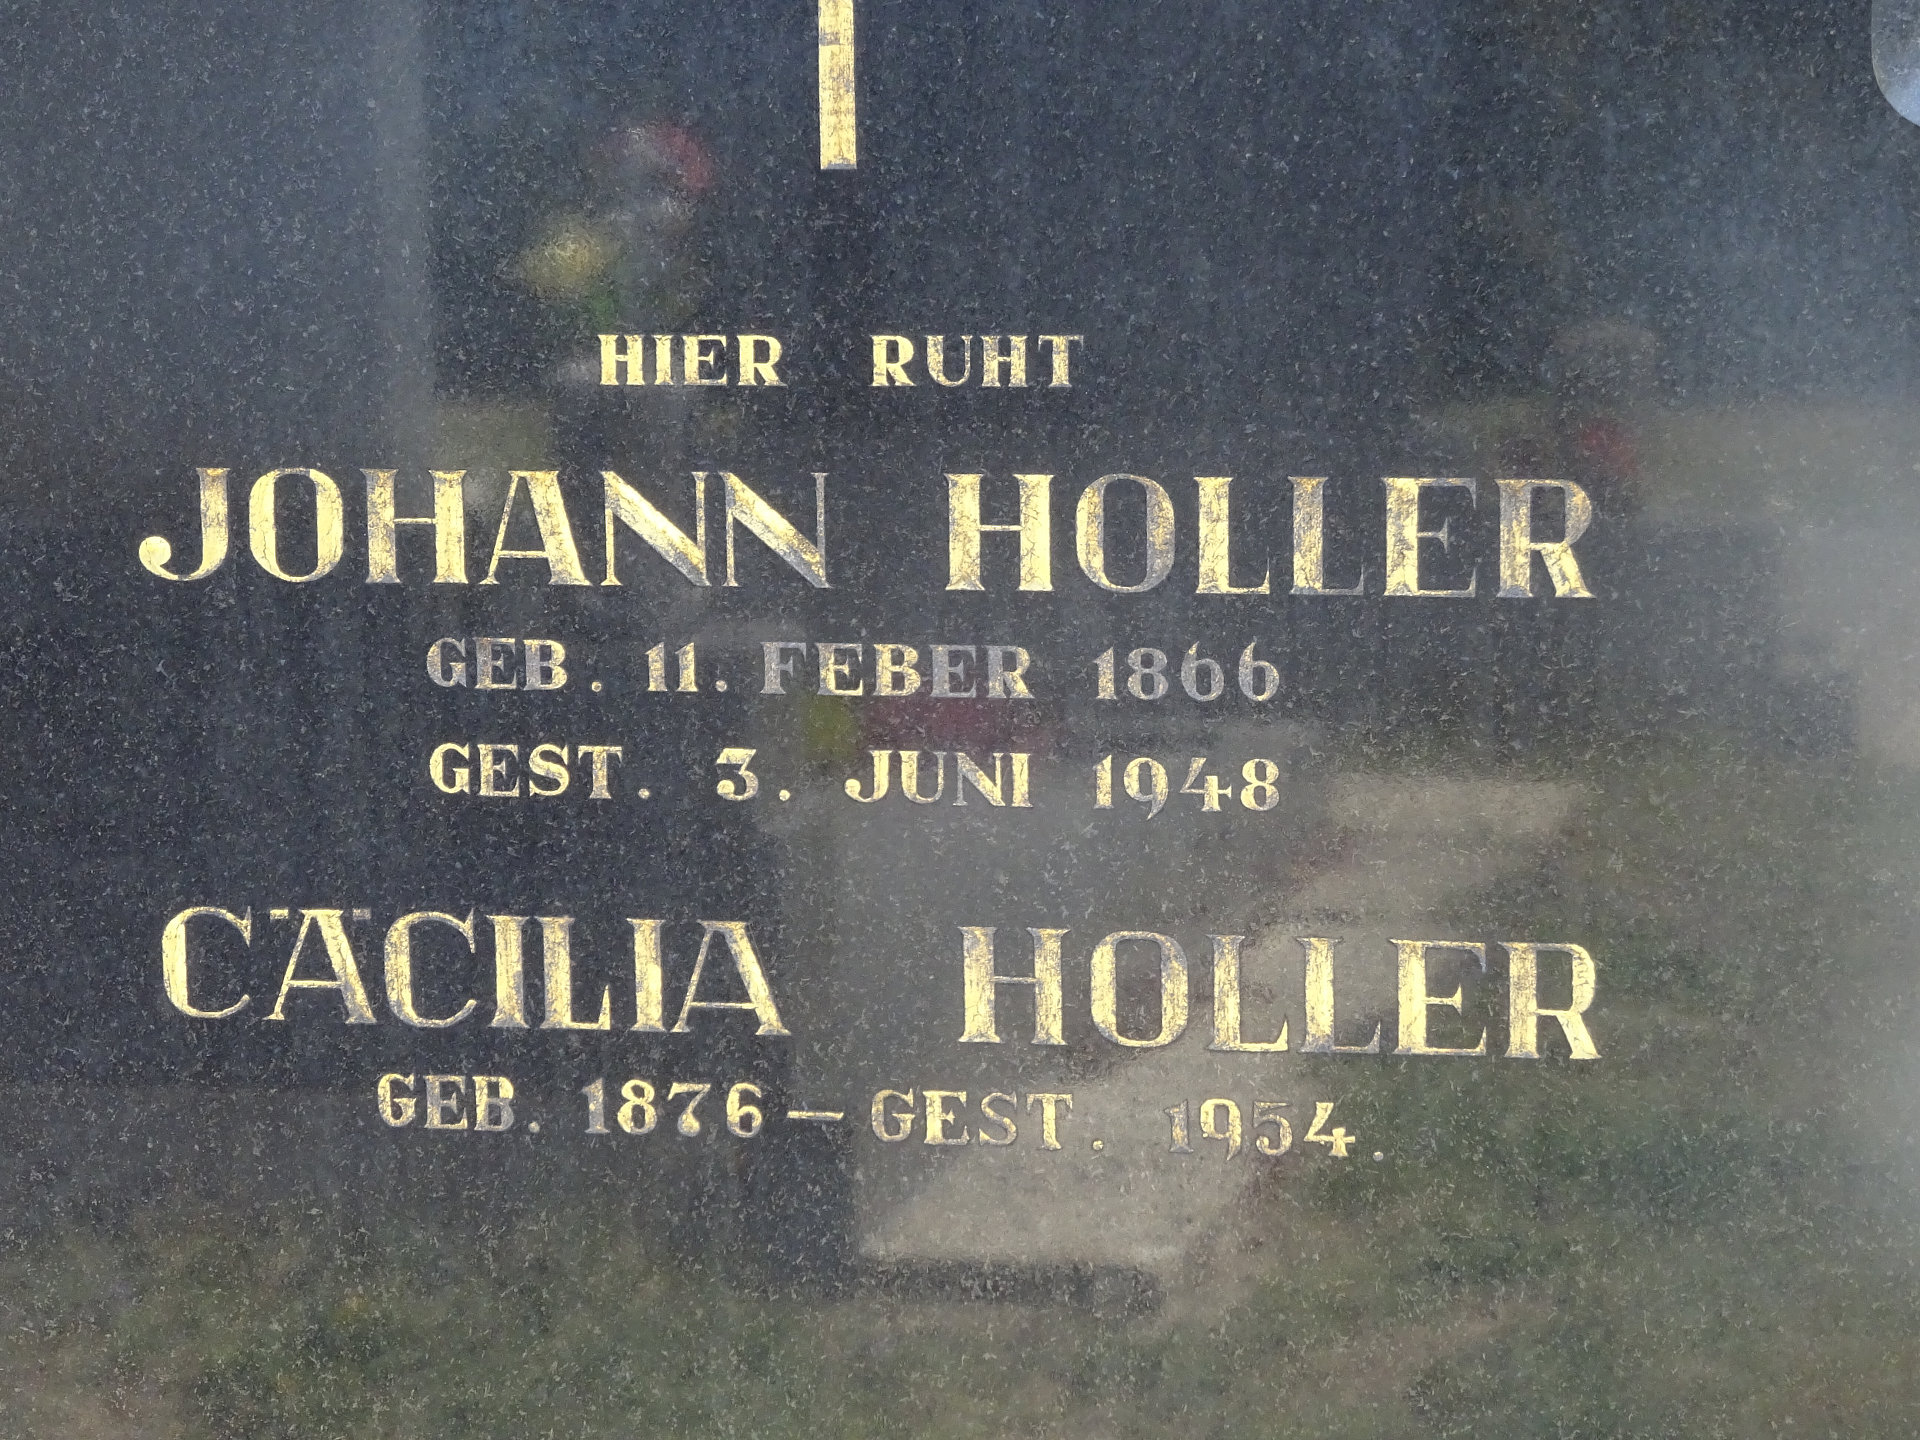 HIER RUHT
JOHANN HOLLER
GEB. 11. FEBER 1866
GEST. 3. JUNI 1948
CÄCILIA HOLLER
GEB. 1876 — GEST. 1954.